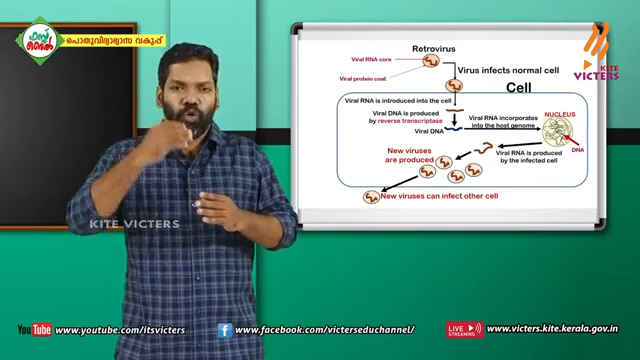 ഫസ്റ്റ്
ബെൽ
പൊതുവിദ്യാഭ്യാസ വകുപ്പ്
KITE
VICTERS
Retrovirus
Viral RNA core
Viral protein coat
Virus infects normal cell
Cell
Viral RNA is introduced into the cell
Viral DNA is produced
by reverse transcriptase
Viral DNA
Viral RNA incorporates
into the host genome
NUCLEUS
DNA
Viral RNA is produced
by the infected cell
New viruses
are produced
New viruses can infect other cell
KITE VICTERS
YouTube
www.youtube.com/itsvicters
f
www.facebook.com/victerseduchannel/
LIVE
STREAMING
www.victers.kite.kerala.gov.in